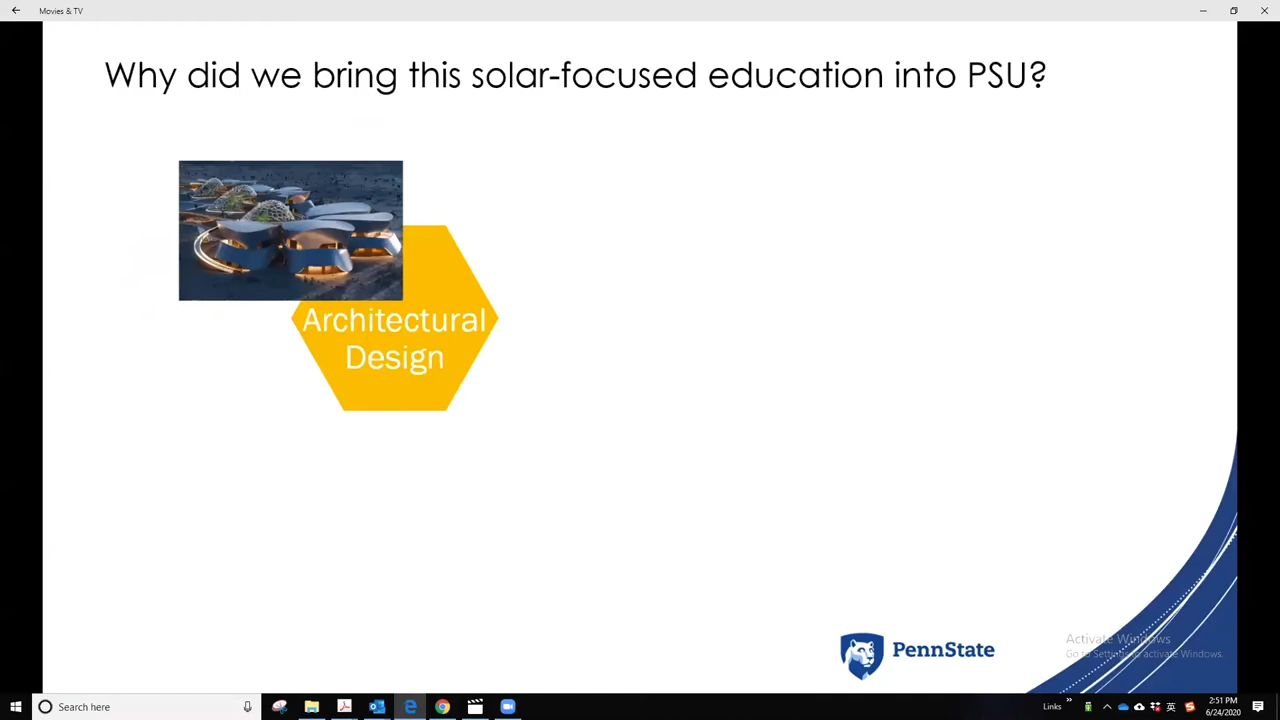 Movies & TV
Why did we bring this solar-focused education into PSU?
Architectural
Design
PennState
Activate Windows
Go to Settings to activate Windows.
Search here
Links
英
2:51 PM
6/24/2020